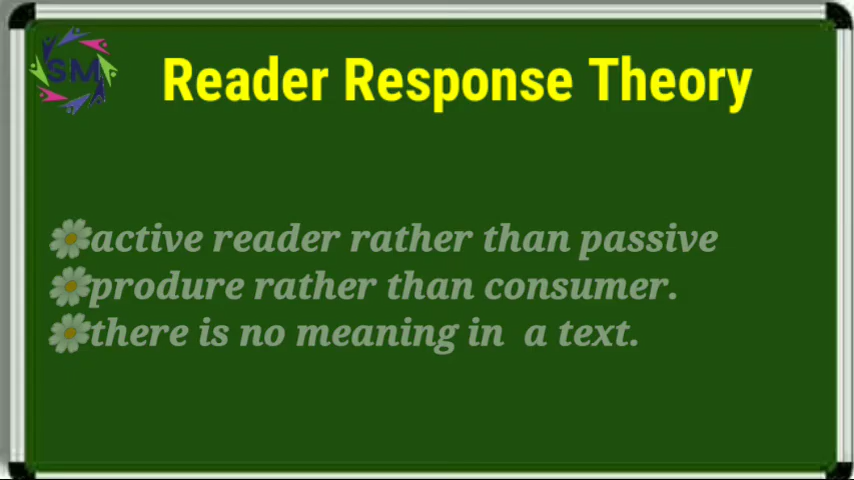 SM
Reader Response Theory
active reader rather than passive
produre rather than consumer.
there is no meaning in a text.